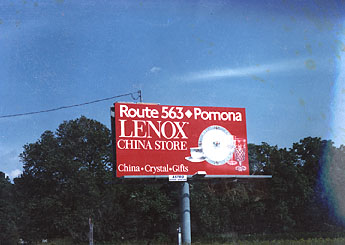 Route 563 ◆ Pomona
LENOX
CHINA STORE
China • Crystal • Gifts